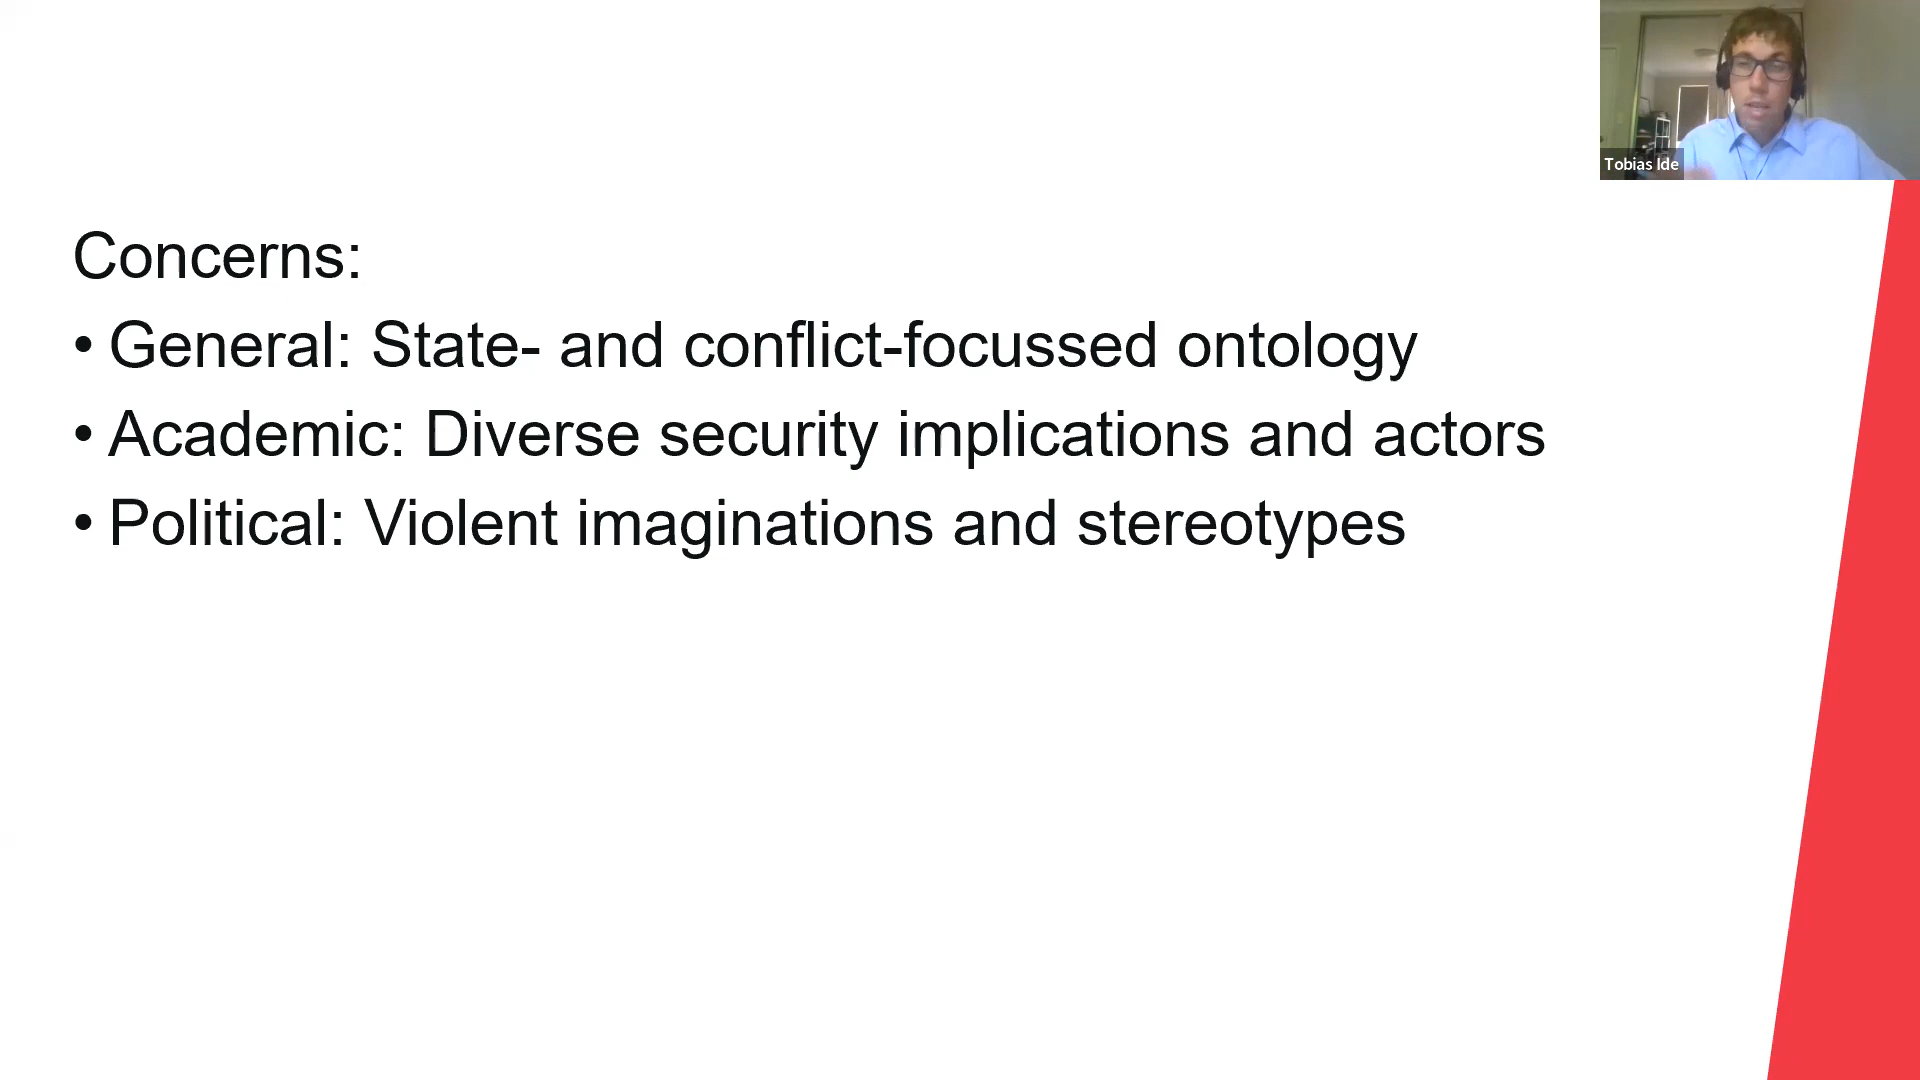 Tobias Ide
Concerns:
• General: State- and conflict-focussed ontology
• Academic: Diverse security implications and actors
• Political: Violent imaginations and stereotypes